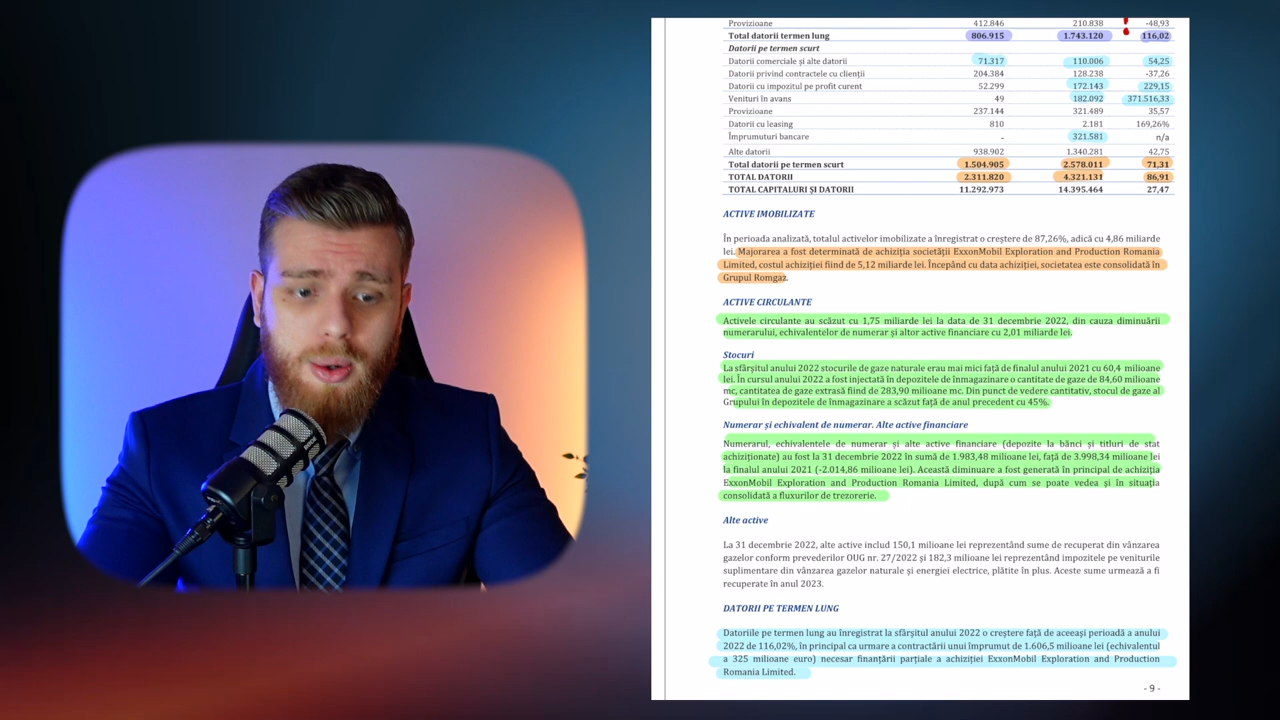 Provizioane 412.846 210.838 -48,93
Total datorii termen lung 806.915 1.743.120 116,02
Datorii pe termen scurt
Datorii comerciale și alte datorii 71.317 110.006 54,25
Datorii privind contractele cu clienții 204.384 128.238 -37,26
Datorii cu impozitul pe profit curent 52.299 172.143 229,15
Venituri în avans 49 182.092 371.516,33
Provizioane 237.144 321.489 35,57
Datorii cu leasing 810 2.181 169,26%
Împrumuturi bancare - 321.581 n/a
Alte datorii 938.902 1.340.281 42,75
Total datorii pe termen scurt 1.504.905 2.578.011 71,31
TOTAL DATORII 2.311.820 4.321.131 86,91
TOTAL CAPITALURI ȘI DATORII 11.292.973 14.395.464 27,47
ACTIVE IMOBILIZATE
În perioada analizată, totalul activelor imobilizate a înregistrat o creștere de 87,26%, adică cu 4,86 miliarde
lei. Majorarea a fost determinată de achiziția societății ExxonMobil Exploration and Production Romania
Limited, costul achiziției fiind de 5,12 miliarde lei. Începând cu data achiziției, societatea este consolidată în
Grupul Romgaz.
ACTIVE CIRCULANTE
Activele circulante au scăzut cu 1,75 miliarde lei la data de 31 decembrie 2022, din cauza diminuării
numerarului, echivalentelor de numerar și altor active financiare cu 2,01 miliarde lei.
Stocuri
La sfârșitul anului 2022 stocurile de gaze naturale erau mai mici față de finalul anului 2021 cu 60,4 milioane
lei. În cursul anului 2022 a fost injectată în depozitele de înmagazinare o cantitate de gaze de 84,60 milioane
mc, cantitatea de gaze extrasă fiind de 283,90 milioane mc. Din punct de vedere cantitativ, stocul de gaze al
Grupului în depozitele de înmagazinare a scăzut față de anul precedent cu 45%.
Numerar și echivalent de numerar. Alte active financiare
Numerarul, echivalentele de numerar și alte active financiare (depozite la bănci și titluri de stat
achiziționate) au fost la 31 decembrie 2022 în sumă de 1.983,48 milioane lei, față de 3.998,34 milioane lei
la finalul anului 2021 (-2.014,86 milioane lei). Această diminuare a fost generată în principal de achiziția
ExxonMobil Exploration and Production Romania Limited, după cum se poate vedea și în situația
consolidată a fluxurilor de trezorerie.
Alte active
La 31 decembrie 2022, alte active includ 150,1 milioane lei reprezentând sume de recuperat din vânzarea
gazelor conform prevederilor OUG nr. 27/2022 și 182,3 milioane lei reprezentând impozitele pe veniturile
suplimentare din vânzarea gazelor naturale și energiei electrice, plătite în plus. Aceste sume urmează a fi
recuperate în anul 2023.
DATORII PE TERMEN LUNG
Datoriile pe termen lung au înregistrat la sfârșitul anului 2022 o creștere față de aceeași perioadă a anului
2022 de 116,02%, în principal ca urmare a contractării unui împrumut de 1.606,5 milioane lei (echivalentul
a 325 milioane euro) necesar finanțării parțiale a achiziției ExxonMobil Exploration and Production
Romania Limited.
- 9 -